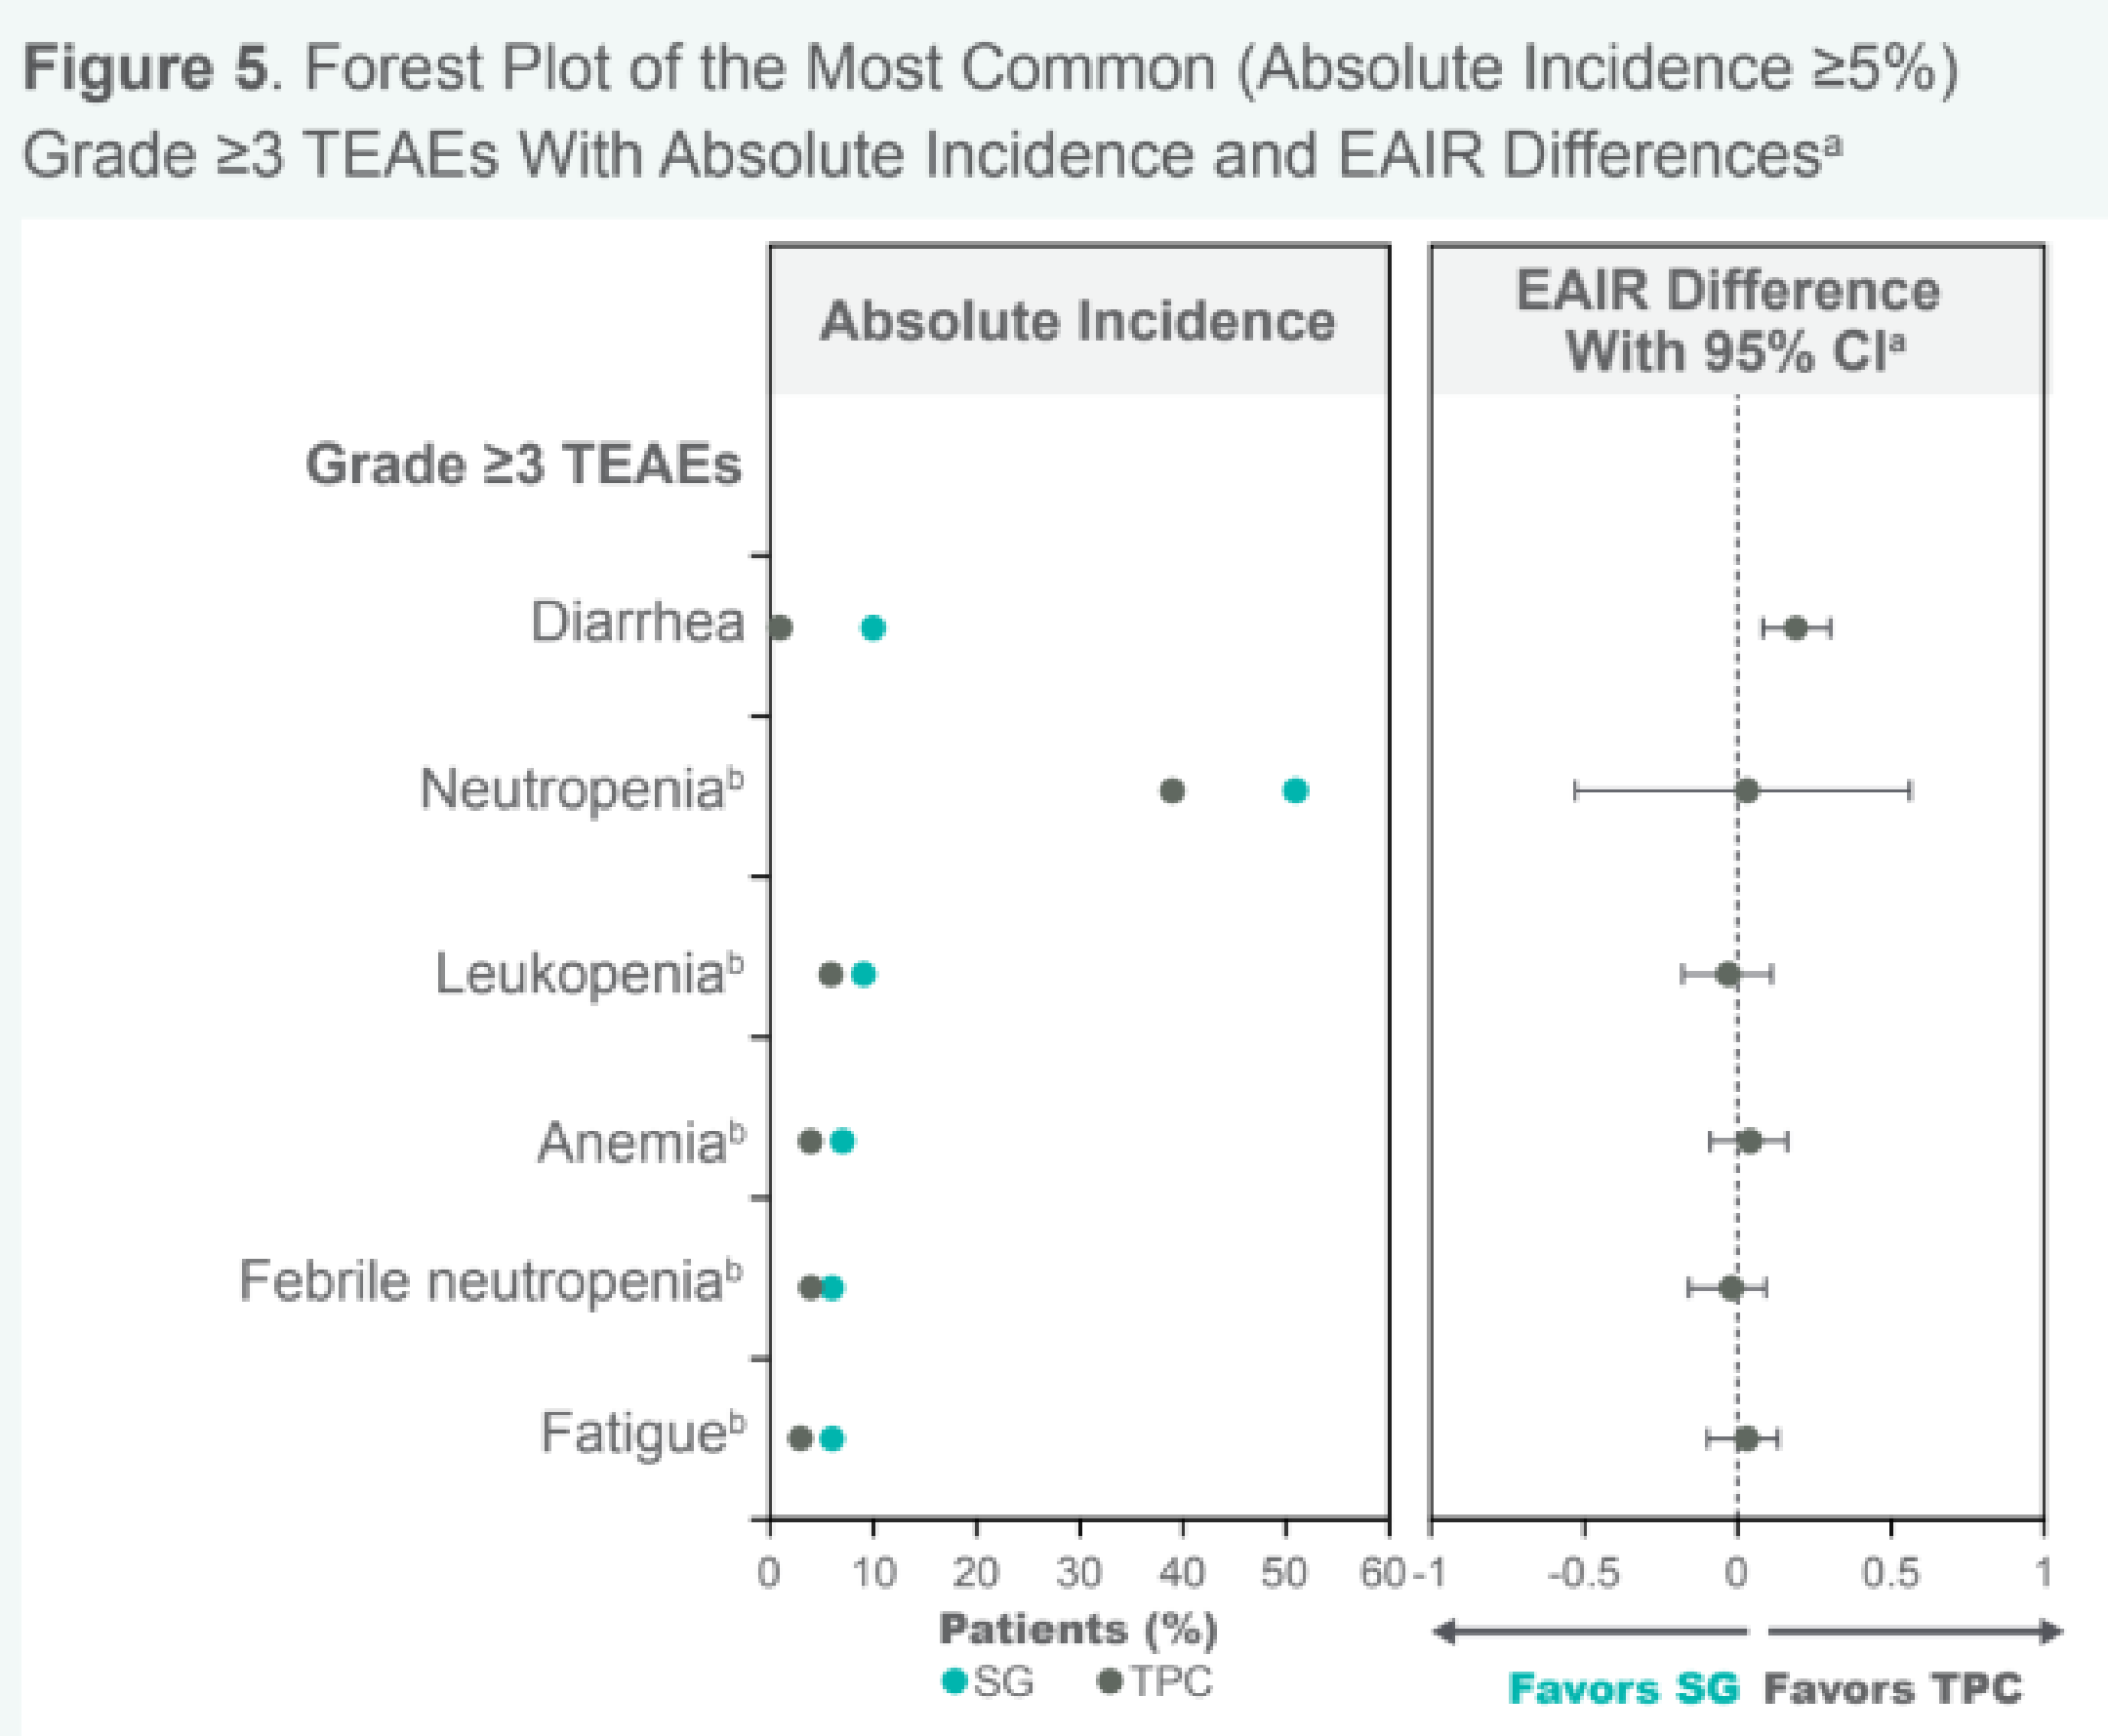 Figure 5. Forest Plot of the Most Common (Absolute Incidence ≥5%)
Grade ≥3 TEAEs With Absolute Incidence and EAIR Differencesᵃ
Absolute Incidence
EAIR Difference
With 95% CIᵃ
Grade ≥3 TEAEs
Diarrhea
Neutropeniaᵇ
Leukopeniaᵇ
Anemiaᵇ
Febrile neutropeniaᵇ
Fatigueᵇ
0 10 20 30 40 50 60
-1 -0.5 0 0.5 1
Patients (%)
SG TPC
Favors SG Favors TPC